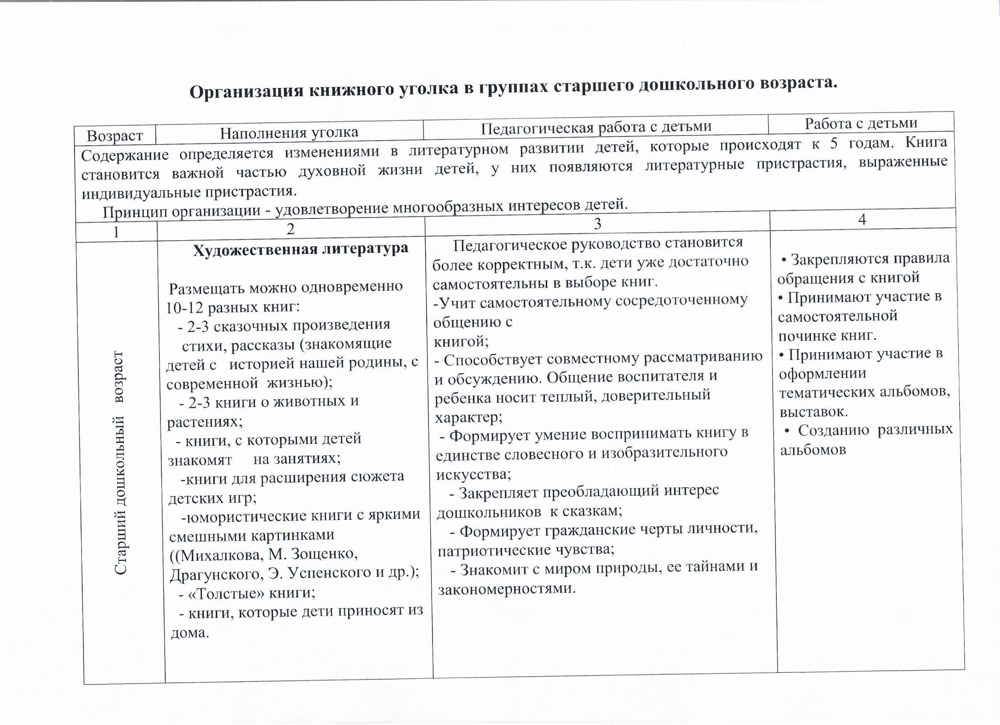 Организация книжного уголка в группах старшего дошкольного возраста.
Возраст
Наполнения уголка
Педагогическая работа с детьми
Работа с детьми
Содержание определяется изменениями в литературном развитии детей, которые происходят к 5 годам. Книга
становится важной частью духовной жизни детей, у них появляются литературные пристрастия, выраженные
индивидуальные пристрастия.
Принцип организации - удовлетворение многообразных интересов детей.
1
2
3
4
Старший дошкольный возраст
Художественная литература
Размещать можно одновременно
10-12 разных книг:
- 2-3 сказочных произведения
стихи, рассказы (знакомящие
детей с историей нашей родины, с
современной жизнью);
- 2-3 книги о животных и
растениях;
- книги, с которыми детей
знакомят на занятиях;
-книги для расширения сюжета
детских игр;
-юмористические книги с яркими
смешными картинками
((Михалкова, М. Зощенко,
Драгунского, Э. Успенского и др.);
- «Толстые» книги;
- книги, которые дети приносят из
дома.
Педагогическое руководство становится
более корректным, т.к. дети уже достаточно
самостоятельны в выборе книг.
-Учит самостоятельному сосредоточенному
общению с
книгой;
- Способствует совместному рассматриванию
и обсуждению. Общение воспитателя и
ребенка носит теплый, доверительный
характер;
- Формирует умение воспринимать книгу в
единстве словесного и изобразительного
искусства;
- Закрепляет преобладающий интерес
дошкольников к сказкам;
- Формирует гражданские черты личности,
патриотические чувства;
- Знакомит с миром природы, ее тайнами и
закономерностями.
• Закрепляются правила
обращения с книгой
• Принимают участие в
самостоятельной
починке книг.
• Принимают участие в
оформлении
тематических альбомов,
выставок.
• Созданию различных
альбомов